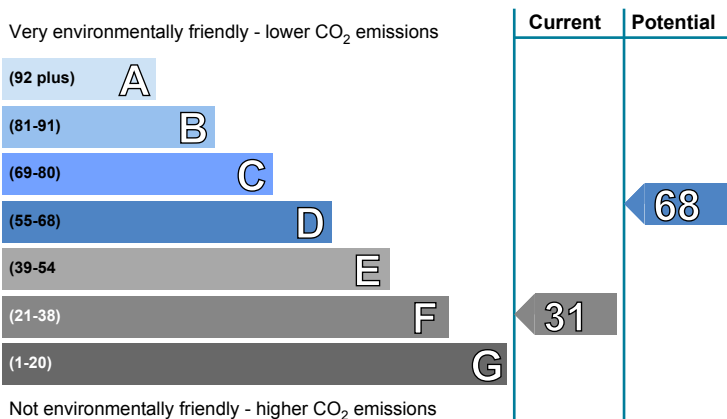 Very environmentally friendly - lower CO₂ emissions
Current
Potential
(92 plus) A
(81-91) B
(69-80) C
(55-68) D
68
(39-54 E
(21-38) F
31
(1-20) G
Not environmentally friendly - higher CO₂ emissions